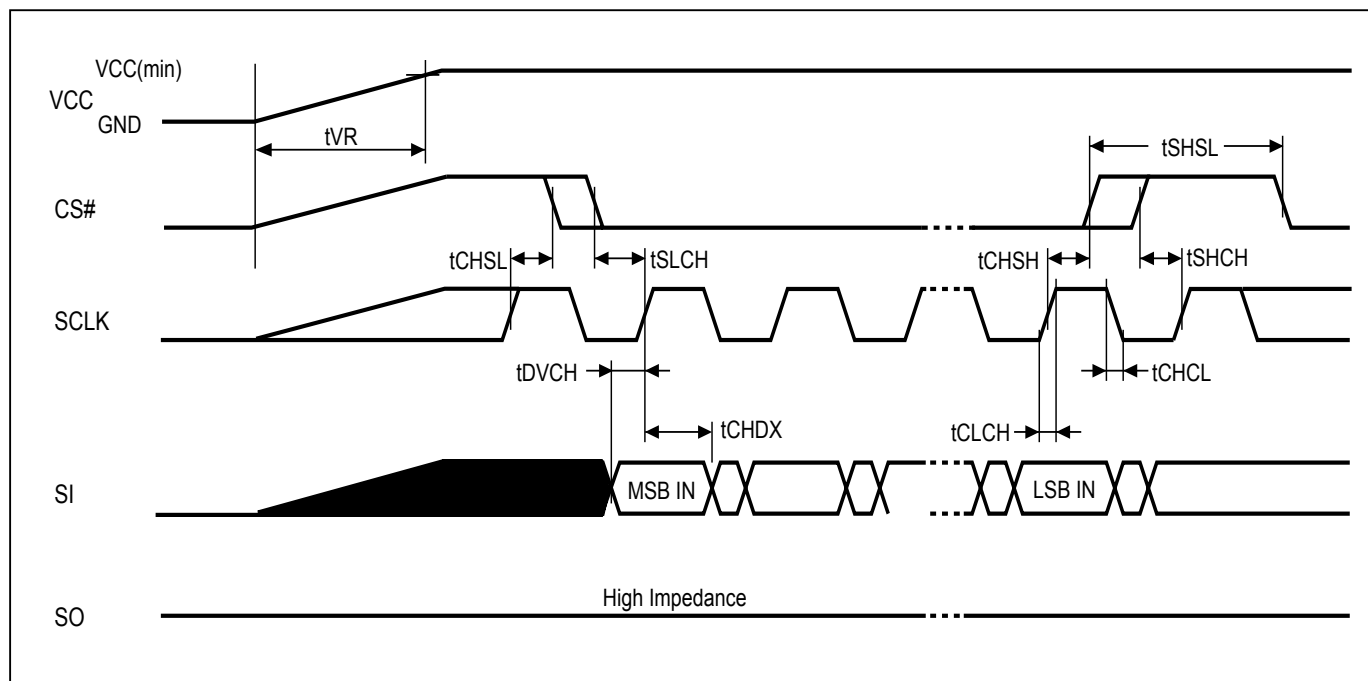 VCC(min)
VCC
GND
tVR
tSHSL
CS#
tCHSL
tSLCH
tCHSH
tSHCH
SCLK
tDVCH
tCHCL
tCHDX
tCLCH
SI
MSB IN
LSB IN
High Impedance
SO